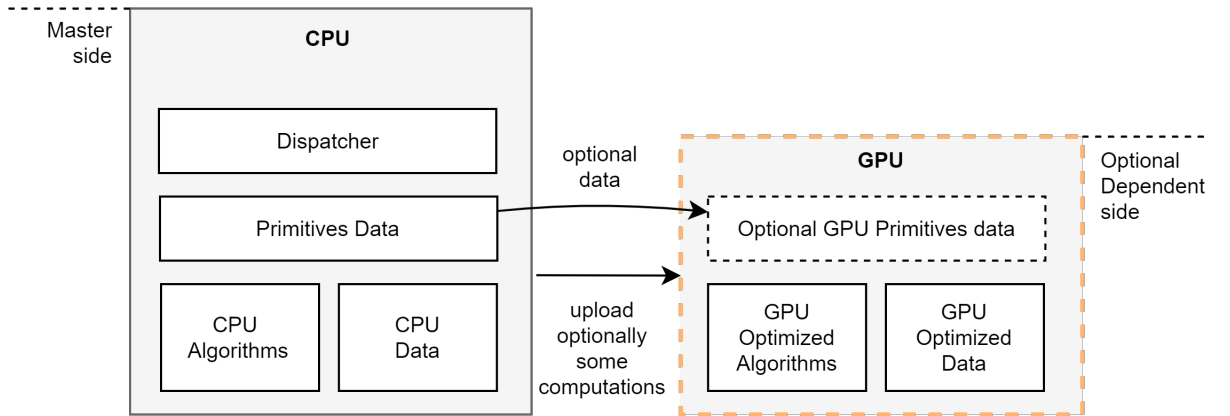 Master
side
CPU
Dispatcher
Primitives Data
CPU
Algorithms
CPU
Data
optional
data
upload
optionally
some
computations
GPU
Optional GPU Primitives data
GPU
Optimized
Algorithms
GPU
Optimized
Data
Optional
Dependent
side